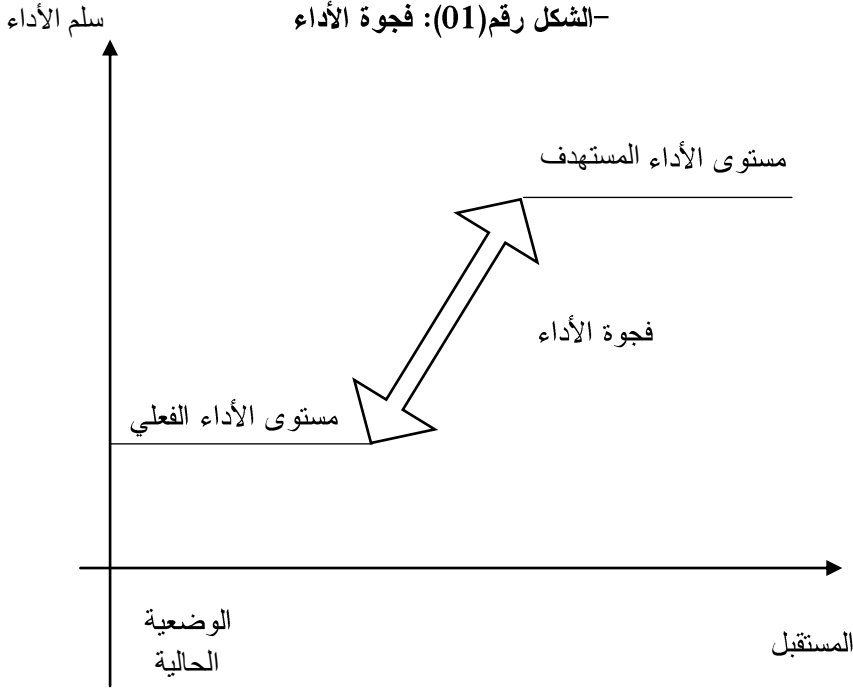 -الشكل رقم(01): فجوة الأداء
سلم الأداء
مستوى الأداء المستهدف
فجوة الأداء
مستوى الأداء الفعلي
الوضعية
الحالية
المستقبل